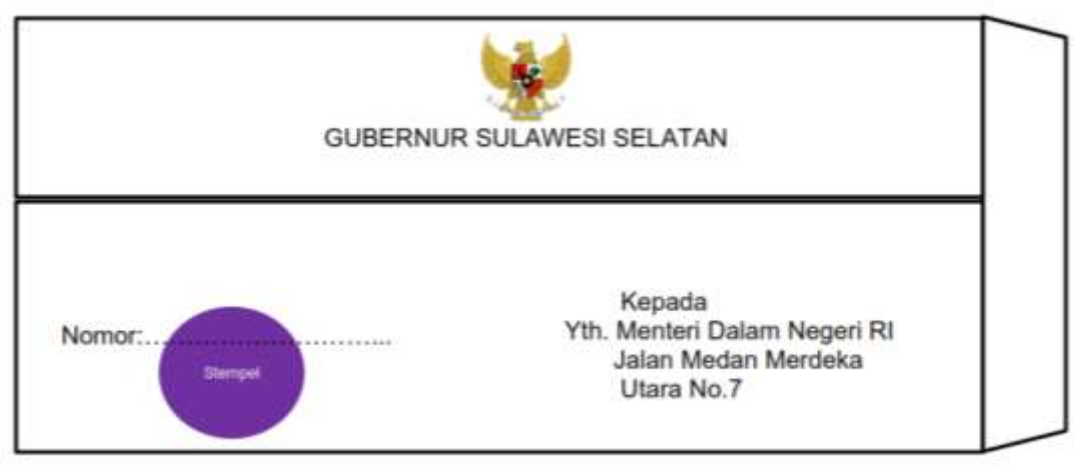 GUBERNUR SULAWESI SELATAN
Nomor:.................................
Stempel
Kepada
Yth. Menteri Dalam Negeri RI
Jalan Medan Merdeka
Utara No.7